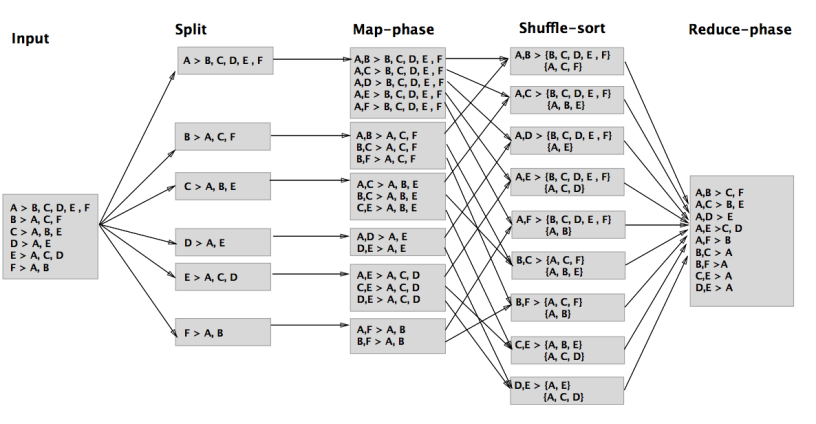 Input
Split
Map-phase
Shuffle-sort
Reduce-phase
A > B, C, D, E , F
B > A, C, F
C > A, B, E
D > A, E
E > A, C, D
F > A, B
A > B, C, D, E , F
B > A, C, F
C > A, B, E
D > A, E
E > A, C, D
F > A, B
A,B > B, C, D, E , F
A,C > B, C, D, E , F
A,D > B, C, D, E , F
A,E > B, C, D, E , F
A,F > B, C, D, E , F
A,B > A, C, F
B,C > A, C, F
B,F > A, C, F
A,C > A, B, E
B,C > A, B, E
C,E > A, B, E
A,D > A, E
D,E > A, E
A,E > A, C, D
C,E > A, C, D
D,E > A, C, D
A,F > A, B
B,F > A, B
A,B > {B, C, D, E , F}
{A, C, F}
A,C > {B, C, D, E , F}
{A, B, E}
A,D > {B, C, D, E , F}
{A, E}
A,E > {B, C, D, E , F}
{A, C, D}
A,F > {B, C, D, E , F}
{A, B}
B,C > {A, C, F}
{A, B, E}
B,F > {A, C, F}
{A, B}
C,E > {A, B, E}
{A, C, D}
D,E > {A, E}
{A, C, D}
A,B > C, F
A,C > B, E
A,D > E
A,E >C, D
A,F > B
B,C > A
B,F >A
C,E > A
D,E > A